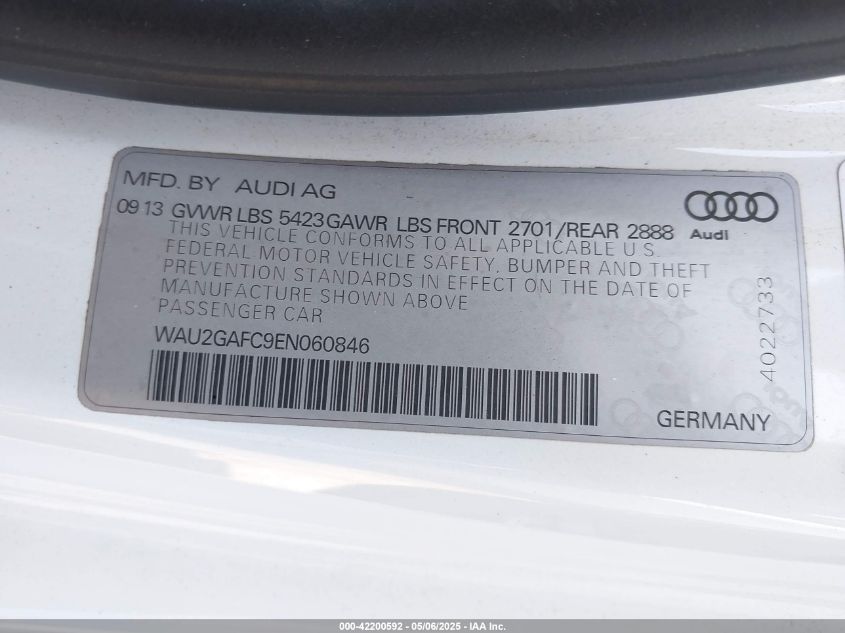 MFD. BY AUDI AG
09 13 GVWR LBS 5423 GAWR LBS FRONT 2701/REAR 2888
Audi
THIS VEHICLE CONFORMS TO ALL APPLICABLE U S.
FEDERAL MOTOR VEHICLE SAFETY, BUMPER AND THEFT
PREVENTION STANDARDS IN EFFECT ON THE DATE OF
MANUFACTURE SHOWN ABOVE
PASSENGER CAR
WAU2GAFC9EN060846
4022733
GERMANY
000-42200592 - 05/06/2025 - IAA Inc.